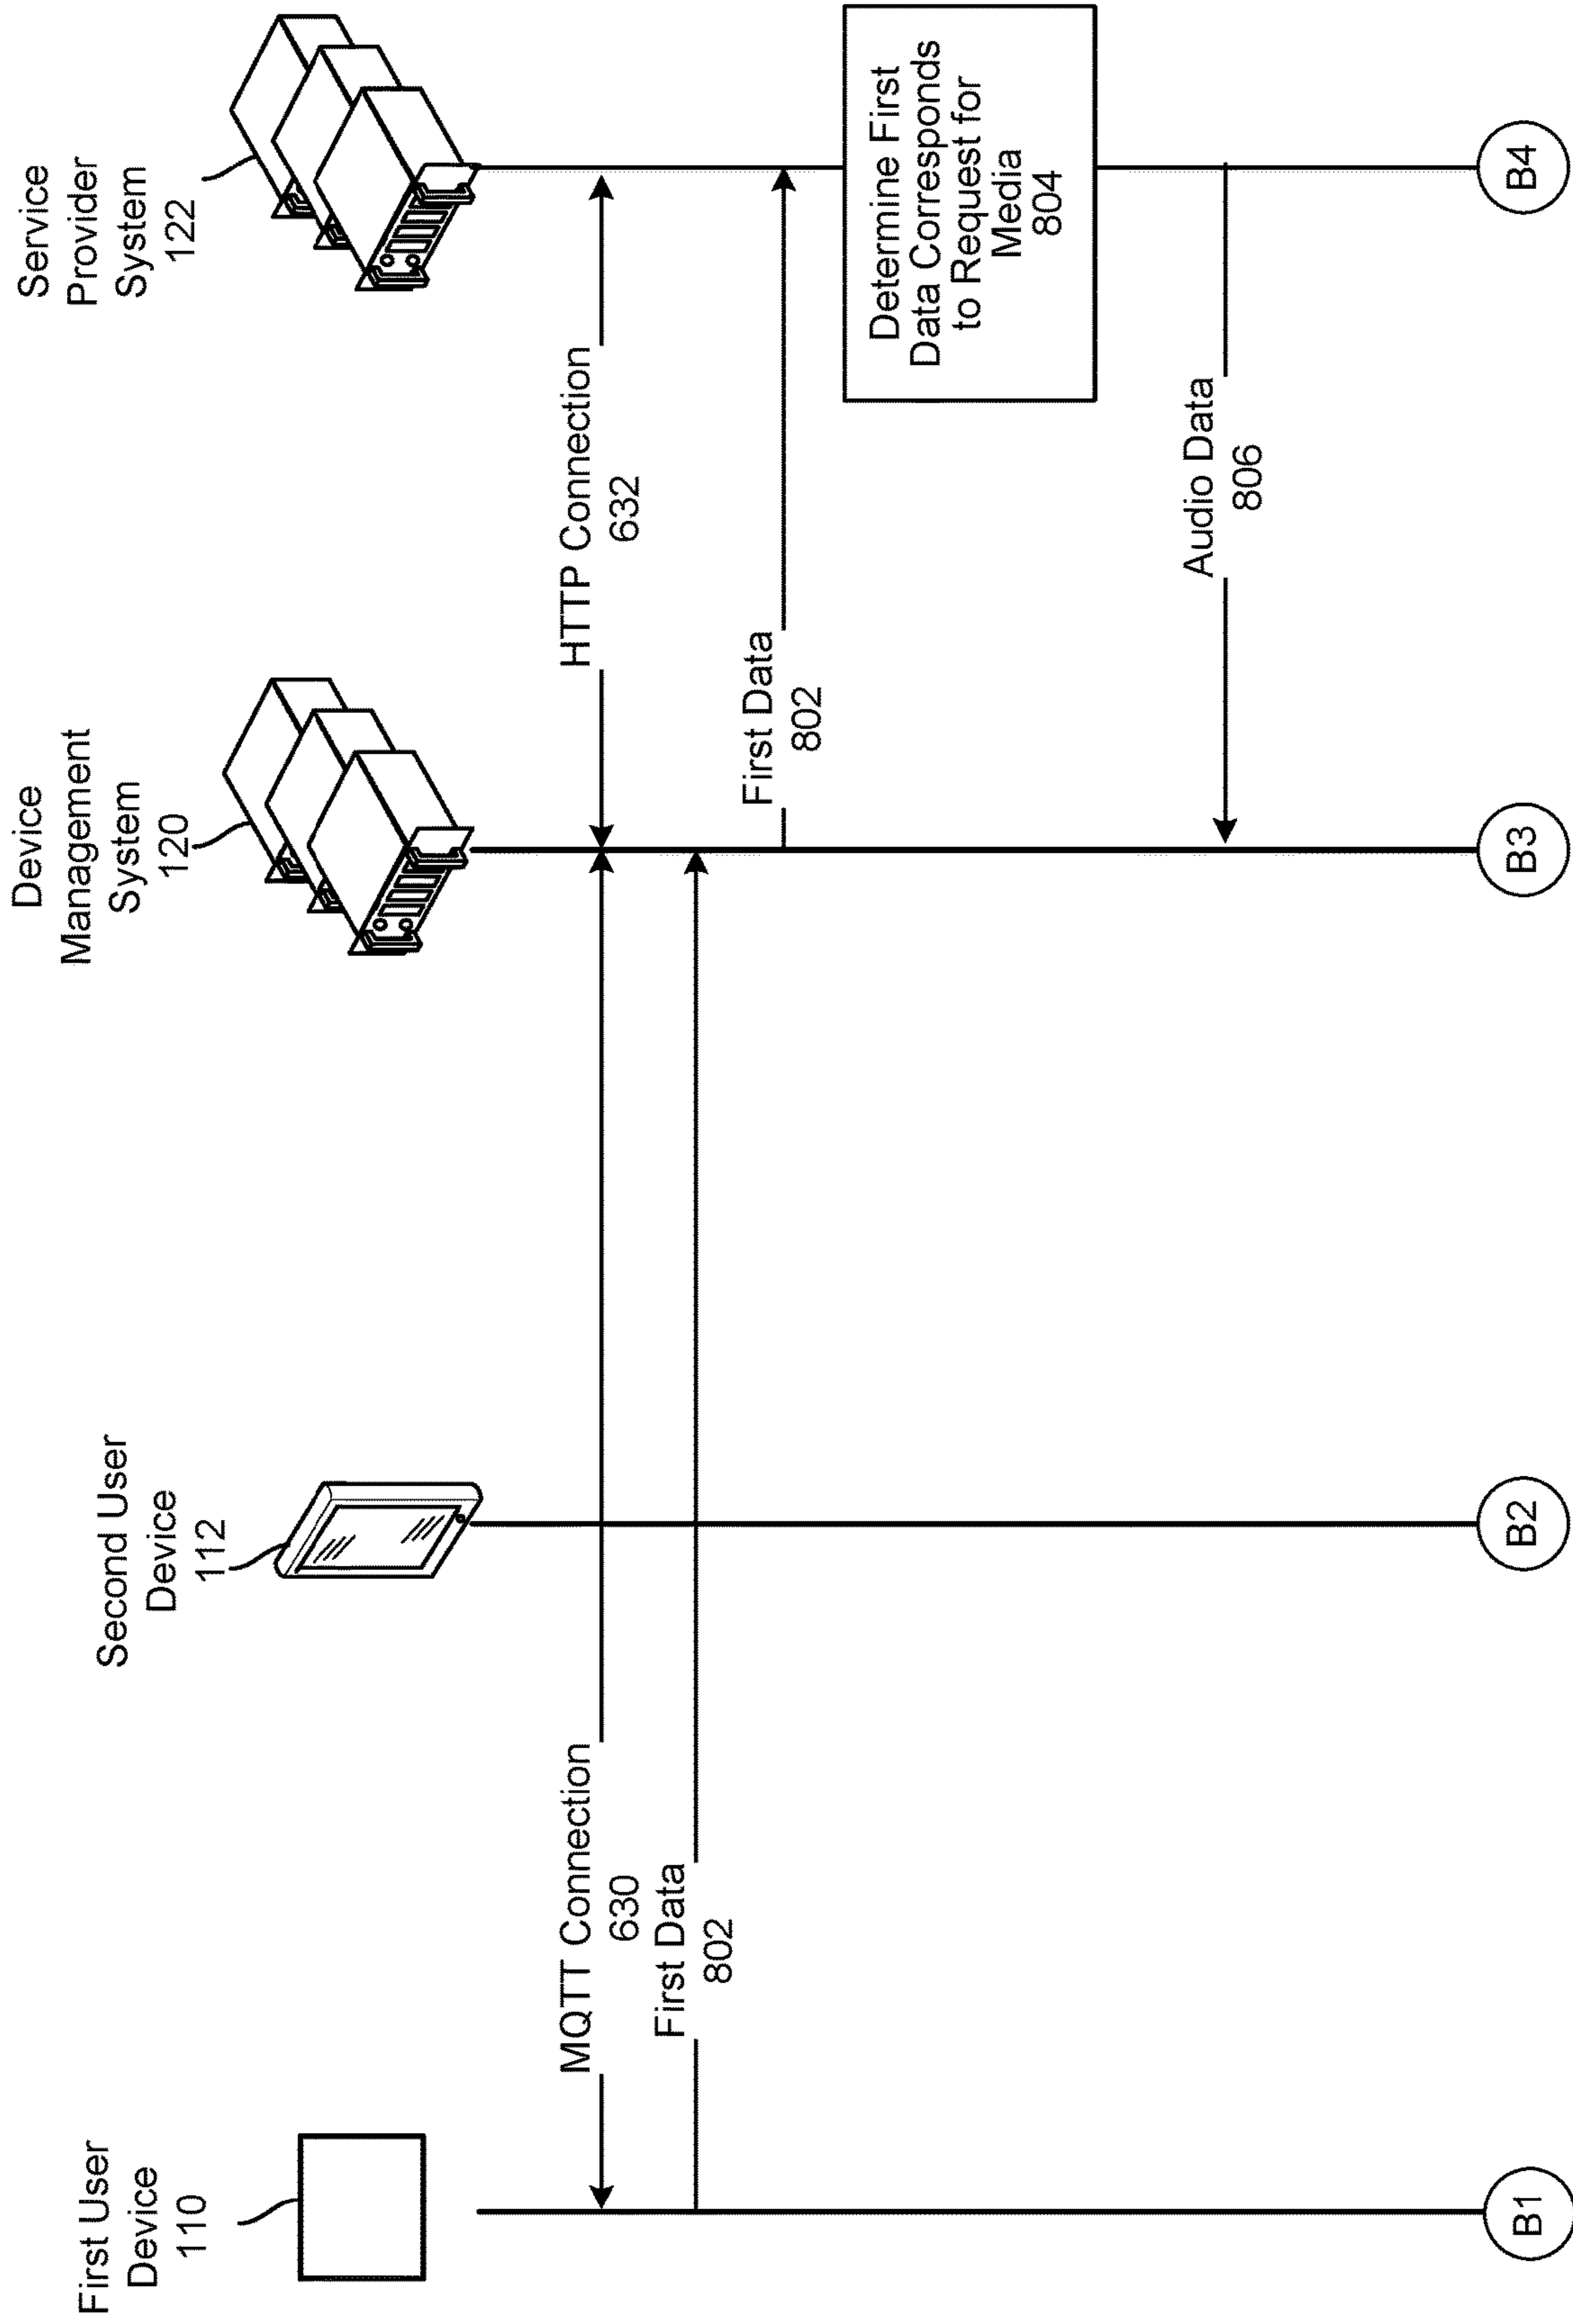 First User
Device
110
Second User
Device
112
Device
Management
System
120
Service
Provider
System
122
MQTT Connection
630
HTTP Connection
632
First Data
802
First Data
802
Determine First
Data Corresponds
to Request for
Media
804
Audio Data
806
B1
B2
B3
B4